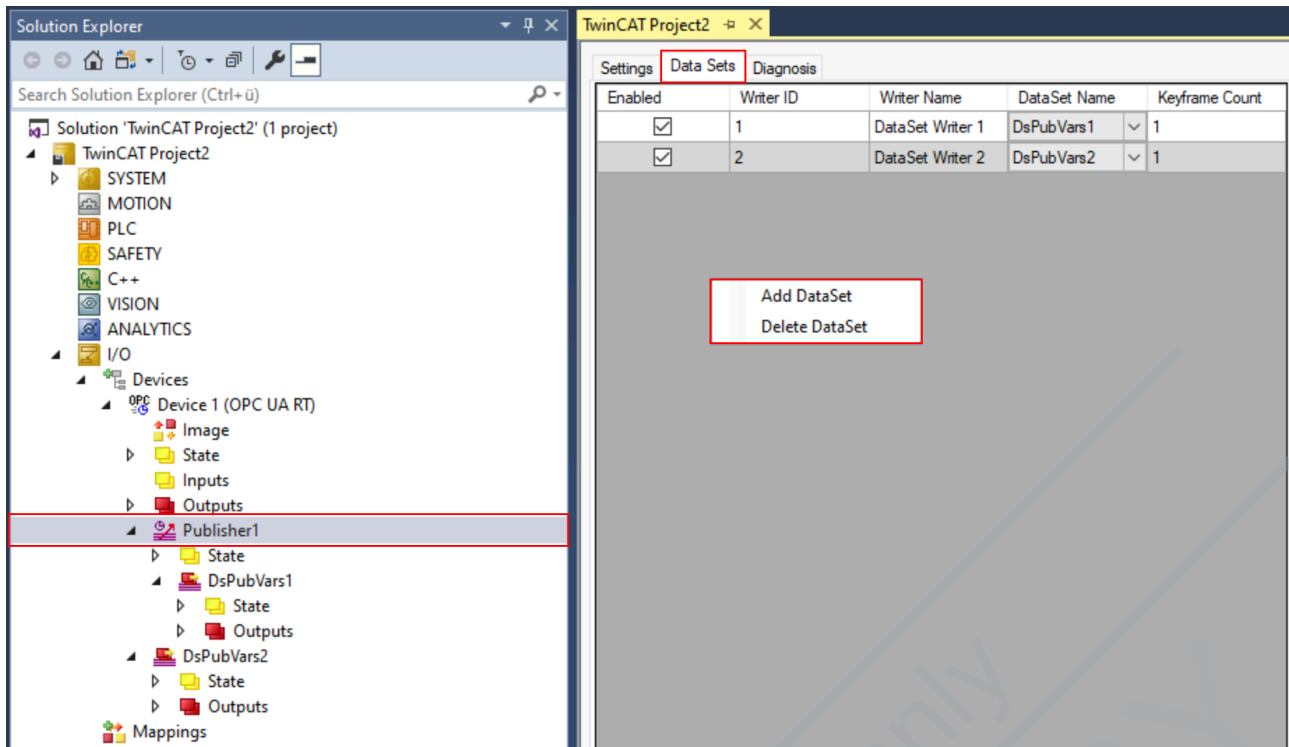 Solution Explorer
Search Solution Explorer (Ctrl+ü)
Solution 'TwinCAT Project2' (1 project)
TwinCAT Project2
SYSTEM
MOTION
PLC
SAFETY
C++
VISION
ANALYTICS
I/O
Devices
Device 1 (OPC UA RT)
Image
State
Inputs
Outputs
Publisher1
State
DsPubVars1
State
Outputs
DsPubVars2
State
Outputs
Mappings
TwinCAT Project2
Settings Data Sets Diagnosis
Enabled Writer ID Writer Name DataSet Name Keyframe Count
1 DataSet Writer 1 DsPubVars1 1
2 DataSet Writer 2 DsPubVars2 1
Add DataSet
Delete DataSet
only